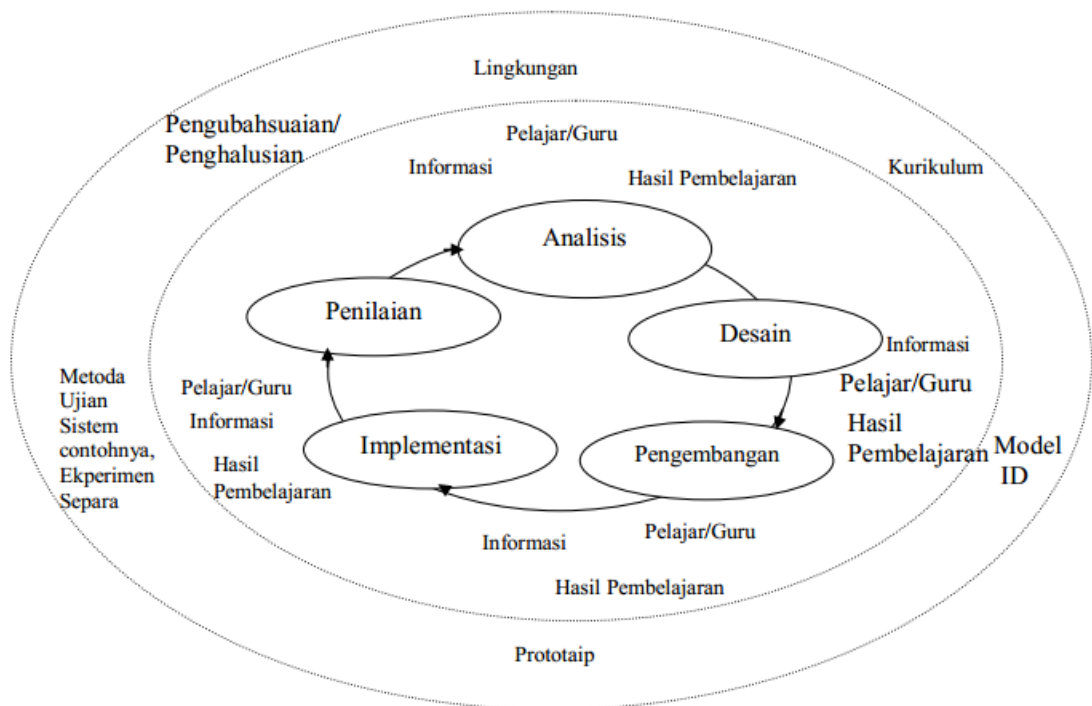 Lingkungan
Pengubahsuaian/
Penghalusian
Pelajar/Guru
Informasi
Hasil Pembelajaran
Kurikulum
Analisis
Penilaian
Desain
Informasi
Pelajar/Guru
Hasil
Pembelajaran
Model
ID
Metoda
Ujian
Sistem
contohnya,
Ekperimen
Separa
Pelajar/Guru
Informasi
Hasil
Pembelajaran
Implementasi
Pengembangan
Informasi
Pelajar/Guru
Hasil Pembelajaran
Prototaip